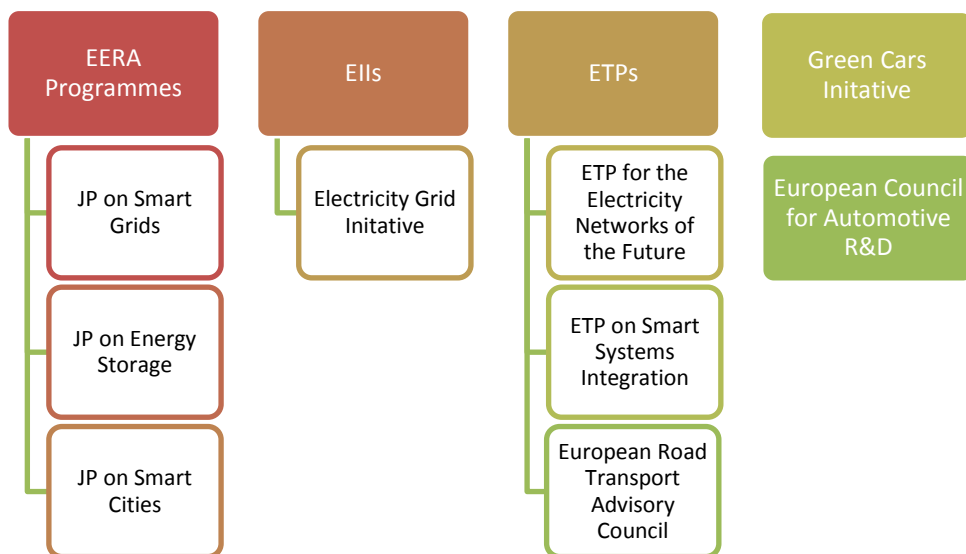 EERA
Programmes
JP on Smart
Grids
JP on Energy
Storage
JP on Smart
Cities
EIIs
Electricity Grid
Initative
ETPs
ETP for the
Electricity
Networks of
the Future
ETP on Smart
Systems
Integration
European Road
Transport
Advisory
Council
Green Cars
Initative
European Council
for Automotive
R&D